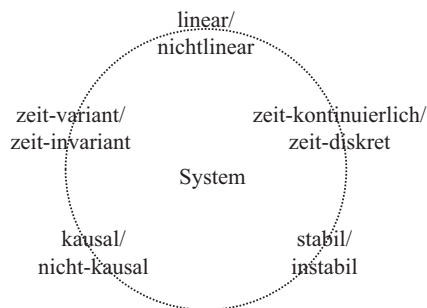 linear/
nichtlinear
zeit-variant/
zeit-invariant
zeit-kontinuierlich/
zeit-diskret
System
kausal/
nicht-kausal
stabil/
instabil